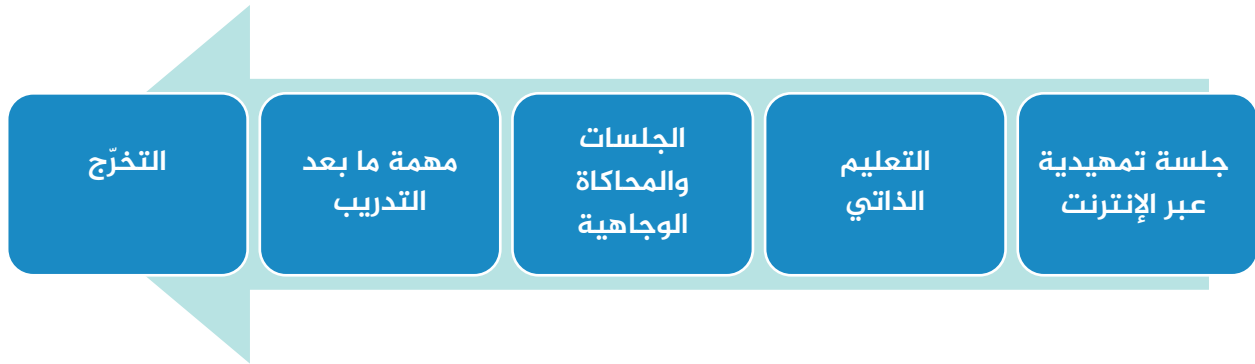 جلسة تمهيدية
عبر الإنترنت
التعليم
الذاتي
الجلسات
والمحاكاة
الوجاهية
مهمة ما بعد
التدريب
التخرّج